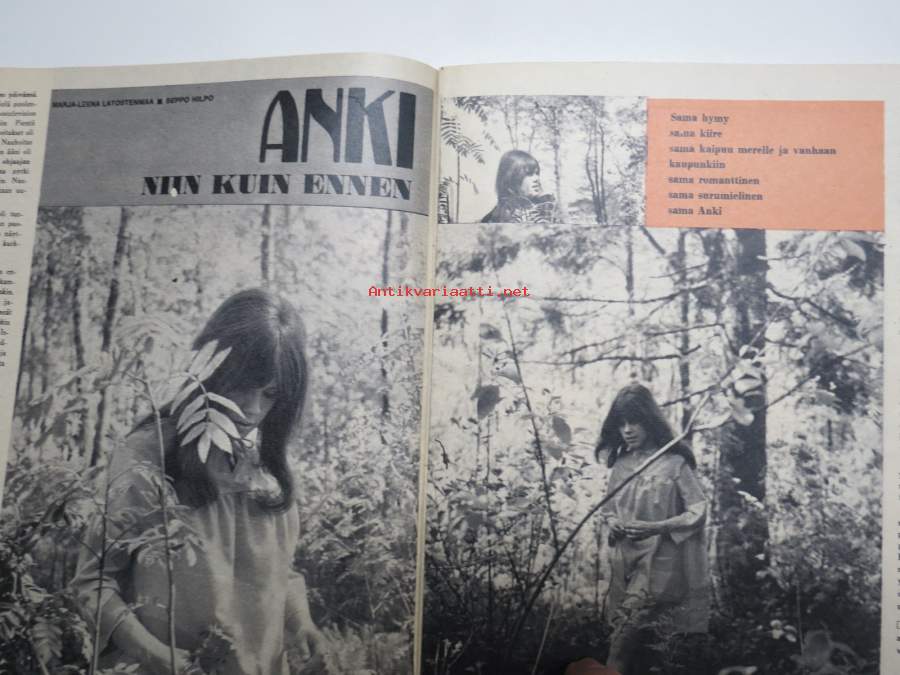 MARJA-LEENA LATOSTENMAA ■ SEPPO HILPO
ANKI
NIIN KUIN ENNEN
Sama hymy
sama kiire
sama kaipuu merelle ja vanhaan
kaupunkiin
sama romanttinen
sama surumielinen
sama Anki
Antikvariaatti.net